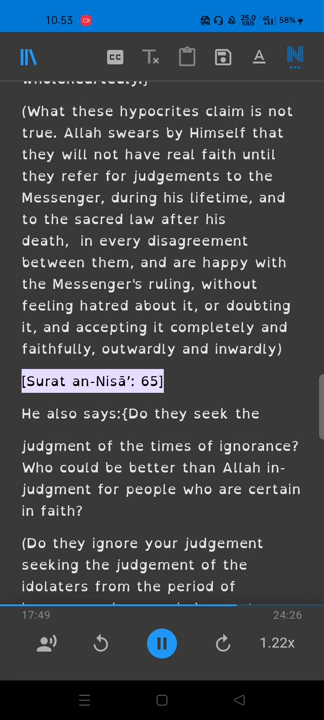 10.53
25.0
KB/S
4G
58%
CC
T
A
N
wholeheartedly.}
(What these hypocrites claim is not
true. Allah swears by Himself that
they will not have real faith until
they refer for judgements to the
Messenger, during his lifetime, and
to the sacred law after his
death,  in every disagreement
between them, and are happy with
the Messenger's ruling, without
feeling hatred about it, or doubting
it, and accepting it completely and
faithfully, outwardly and inwardly)
[Surat an-Nisā’: 65]
He also says:{Do they seek the
judgment of the times of ignorance?
Who could be better than Allah in-
judgment for people who are certain
in faith?
(Do they ignore your judgement
seeking the judgement of the
idolaters from the period of
17:49
24:26
1.22x